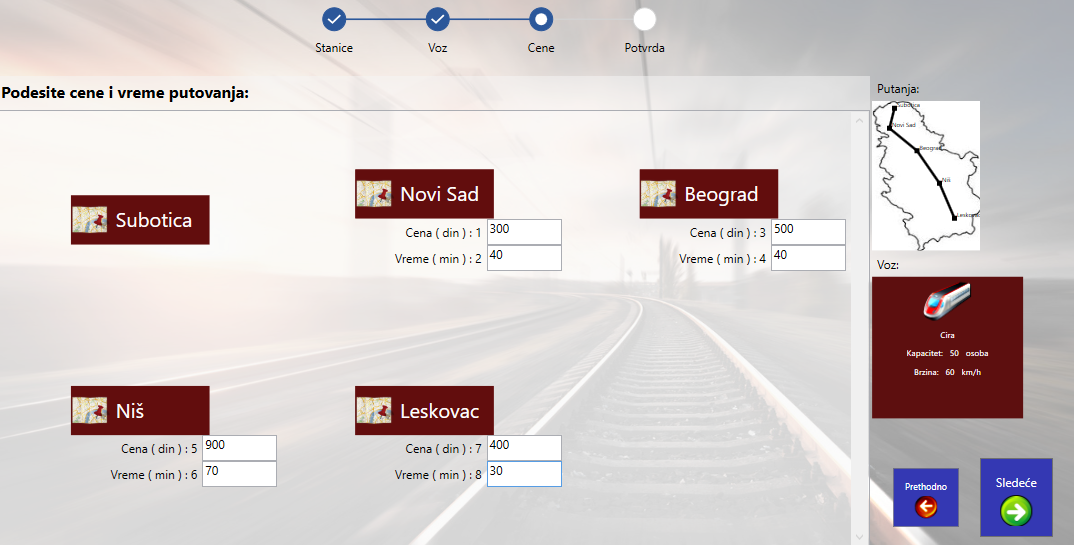 Stanice
Voz
Cene
Potvrda
Podesite cene i vreme putovanja:
Subotica
Novi Sad
Cena ( din ) : 1 300
Vreme ( min ) : 2 40
Beograd
Cena ( din ) : 3 500
Vreme ( min ) : 4 40
Niš
Cena ( din ) : 5 900
Vreme ( min ) : 6 70
Leskovac
Cena ( din ) : 7 400
Vreme ( min ) : 8 30
Putanja:
Subotica
Novi Sad
Beograd
Niš
Leskovac
Voz:
Cira
Kapacitet: 50 osoba
Brzina: 60 km/h
Prethodno
Sledeće